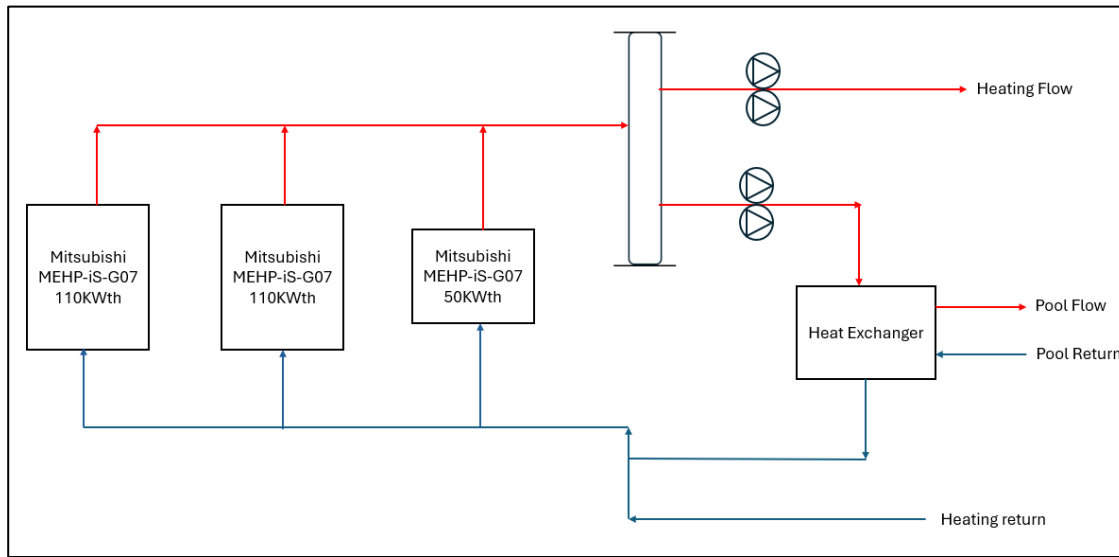 Heating Flow
Mitsubishi
MEHP-iS-G07
110KWth
Mitsubishi
MEHP-iS-G07
110KWth
Mitsubishi
MEHP-iS-G07
50KWth
Heat Exchanger
Pool Flow
Pool Return
Heating return